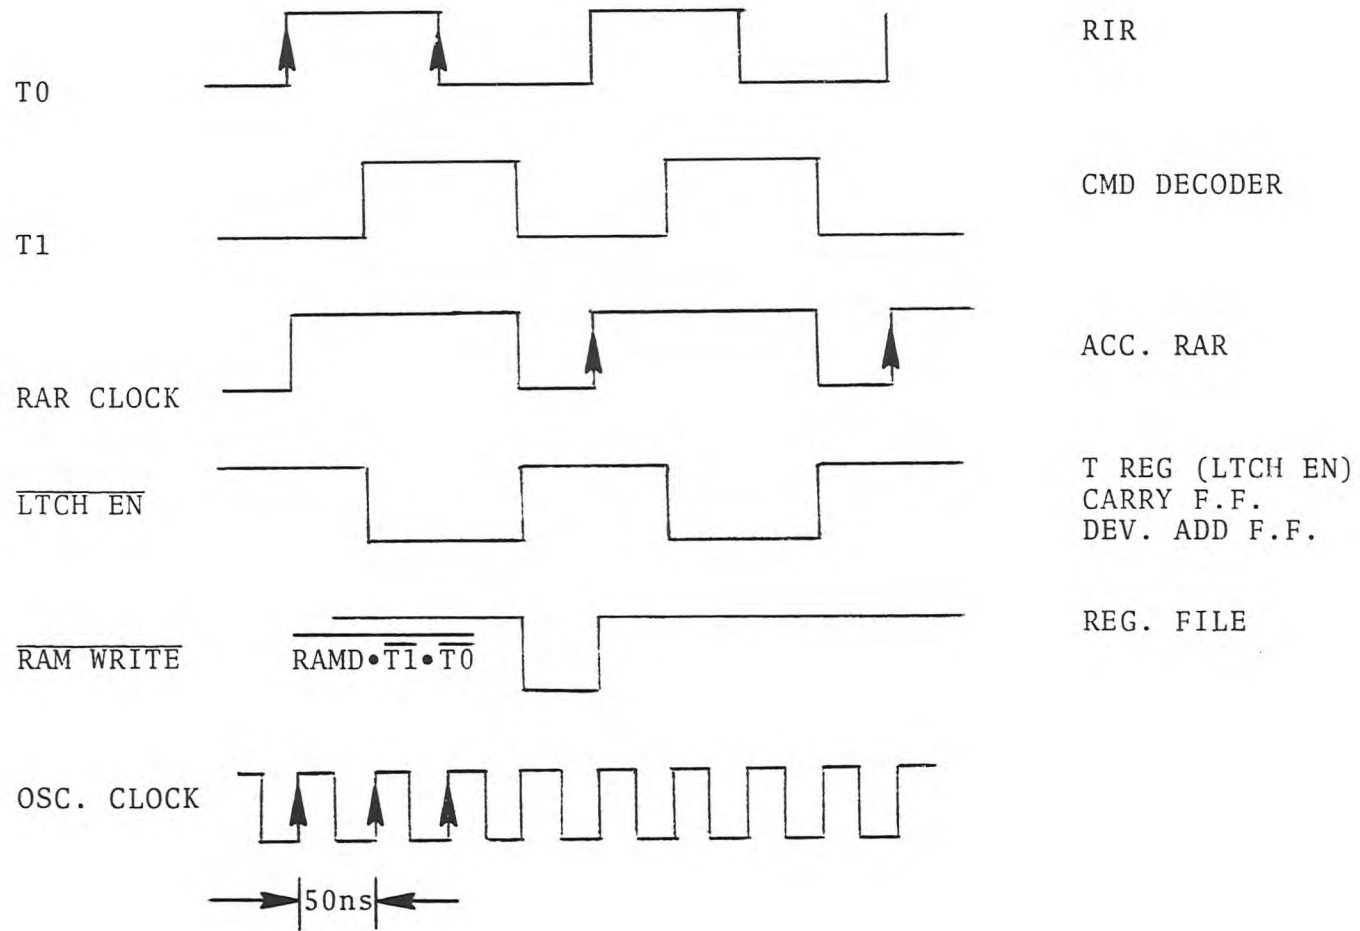 RIR
T0
CMD DECODER
T1
ACC. RAR
RAR CLOCK
T REG (LTCH EN)
LTCH EN
CARRY F.F.
DEV. ADD F.F.
REG. FILE
RAM WRITE
RAMD•T1•T0
OSC. CLOCK
50ns